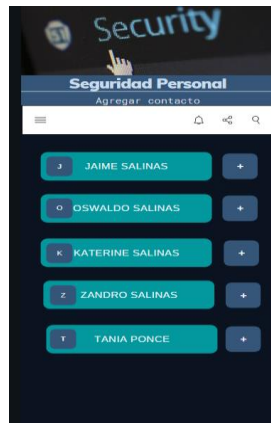 Security
Seguridad Personal
Agregar contacto
J JAIME SALINAS +
O OSWALDO SALINAS +
K KATERINE SALINAS +
Z ZANDRO SALINAS +
T TANIA PONCE +